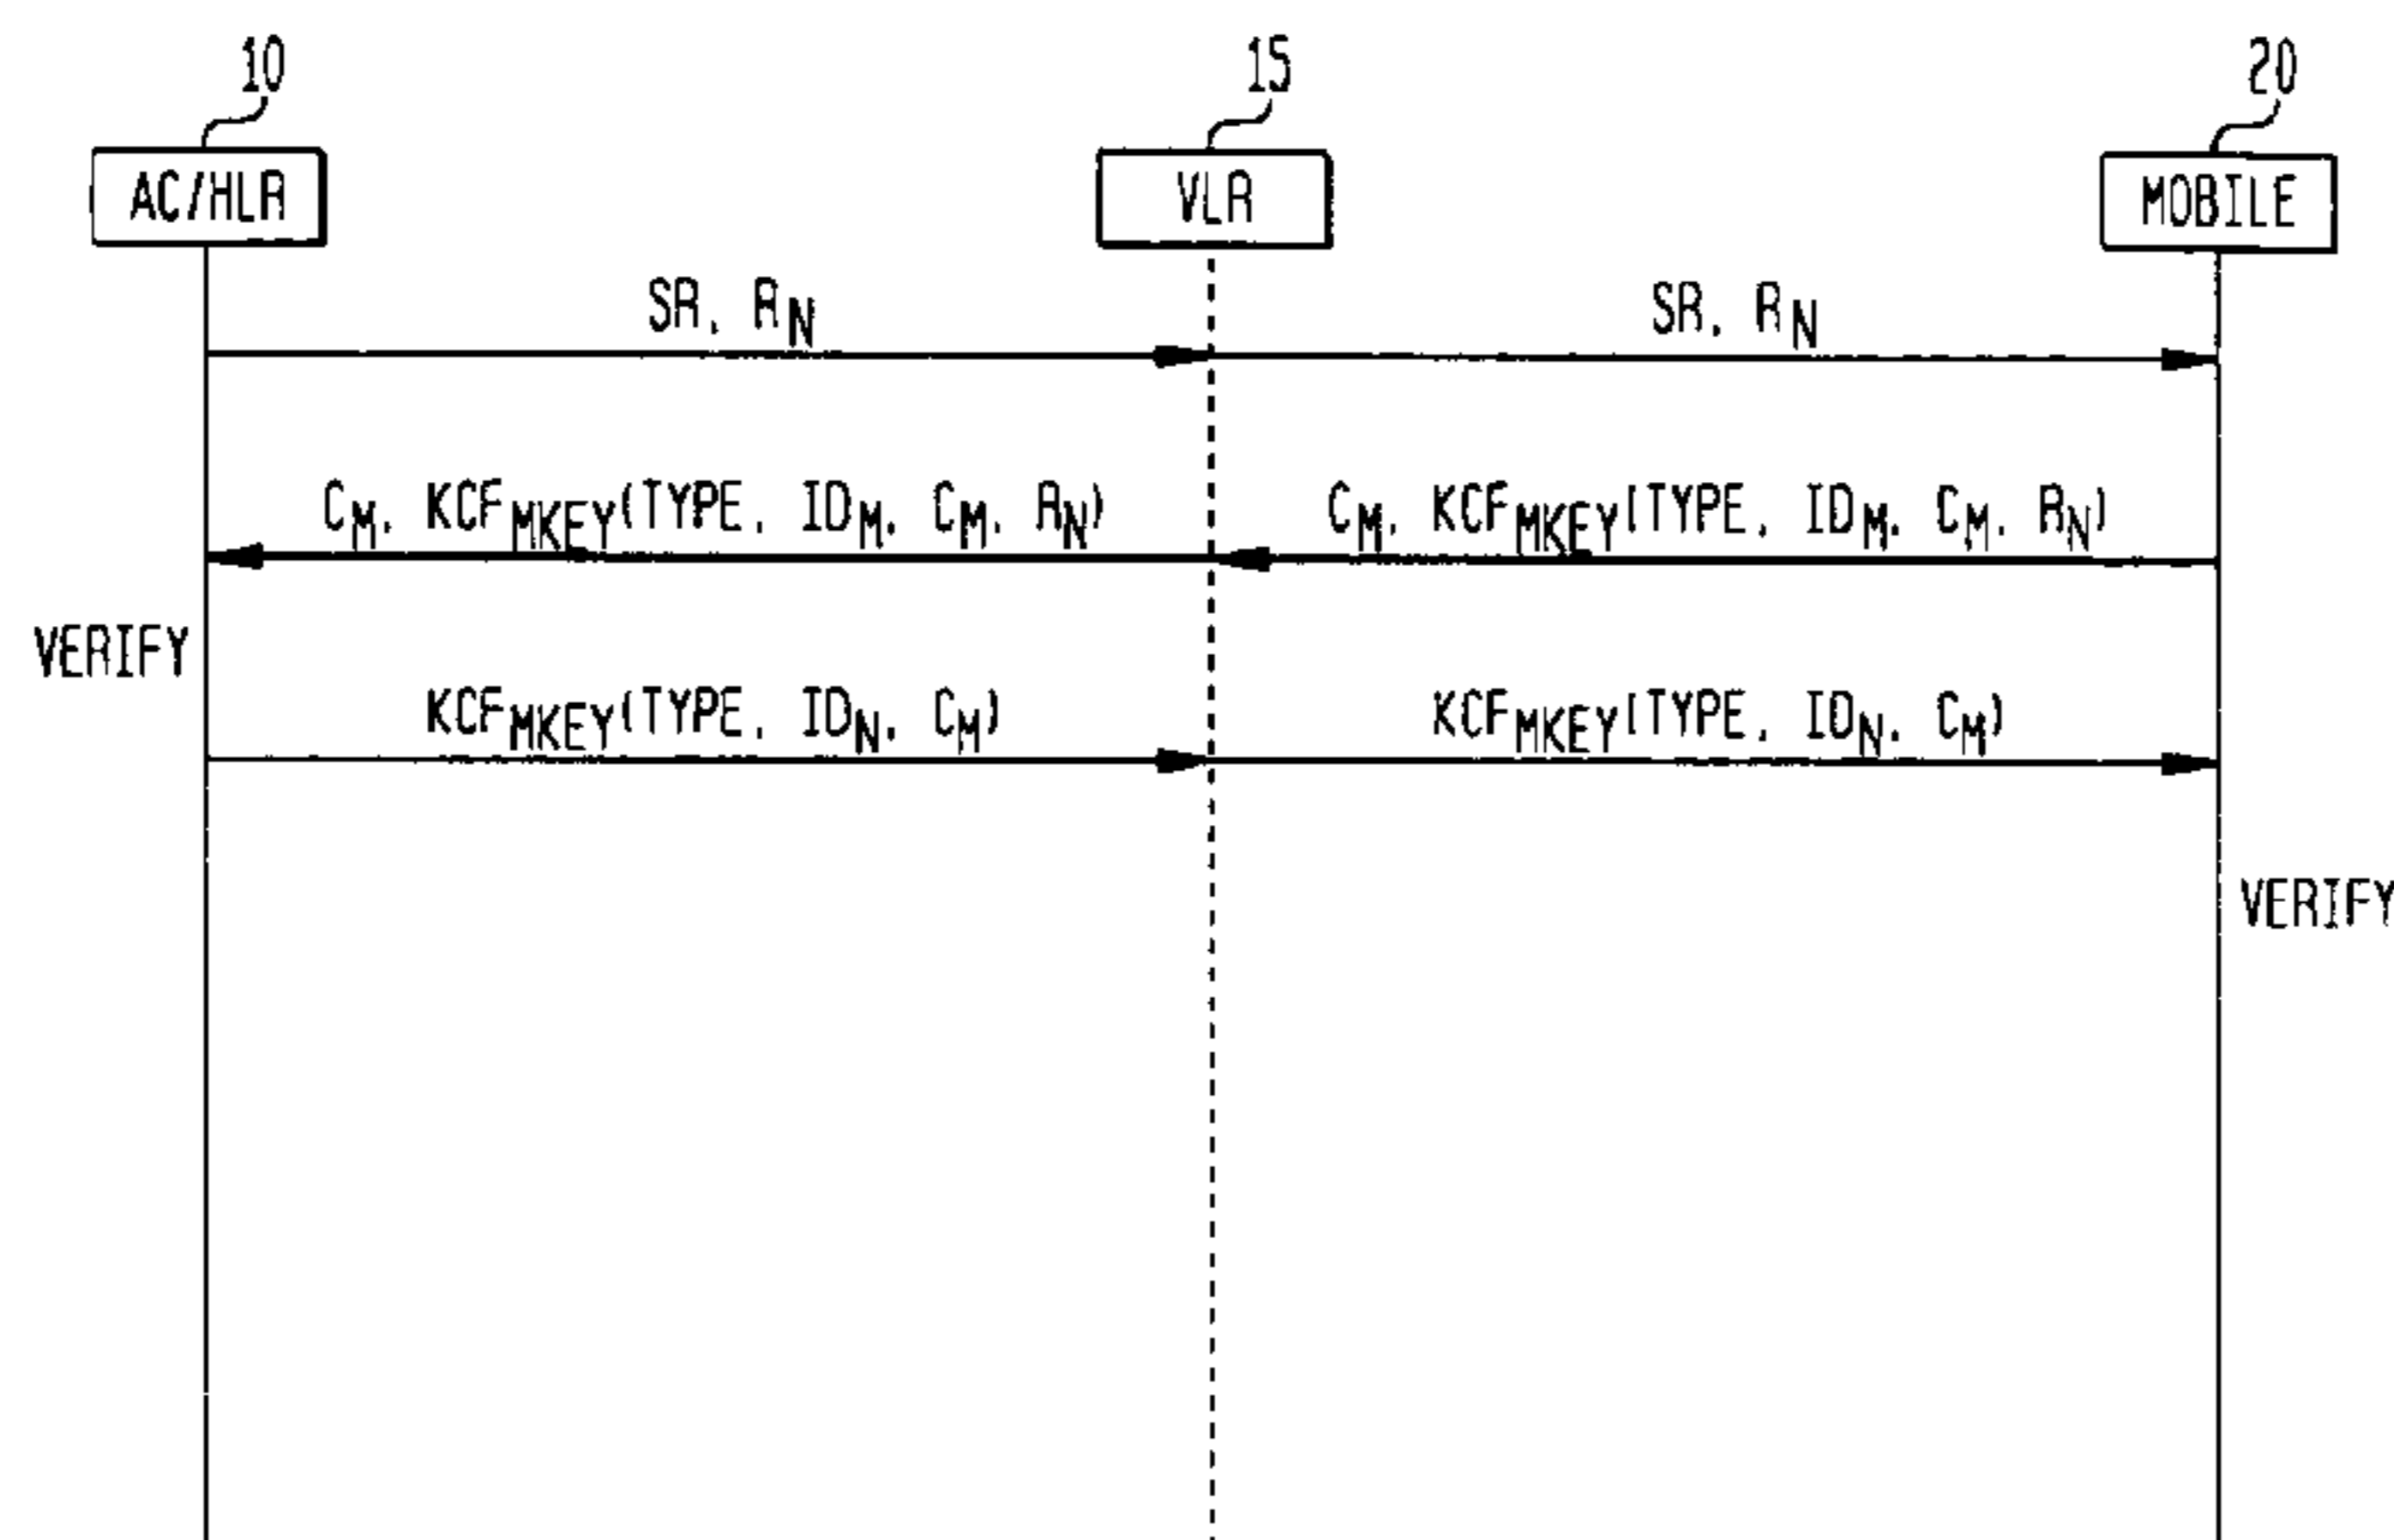 10 15 20
AC/HLR VLR MOBILE
SR, RN SR, RN
CM, KCFMKEY(TYPE, IDM, CM, RN) CM, KCFMKEY(TYPE, IDM, CM, RN)
VERIFY
KCFMKEY(TYPE, IDN, CM) KCFMKEY(TYPE, IDN, CM)
VERIFY